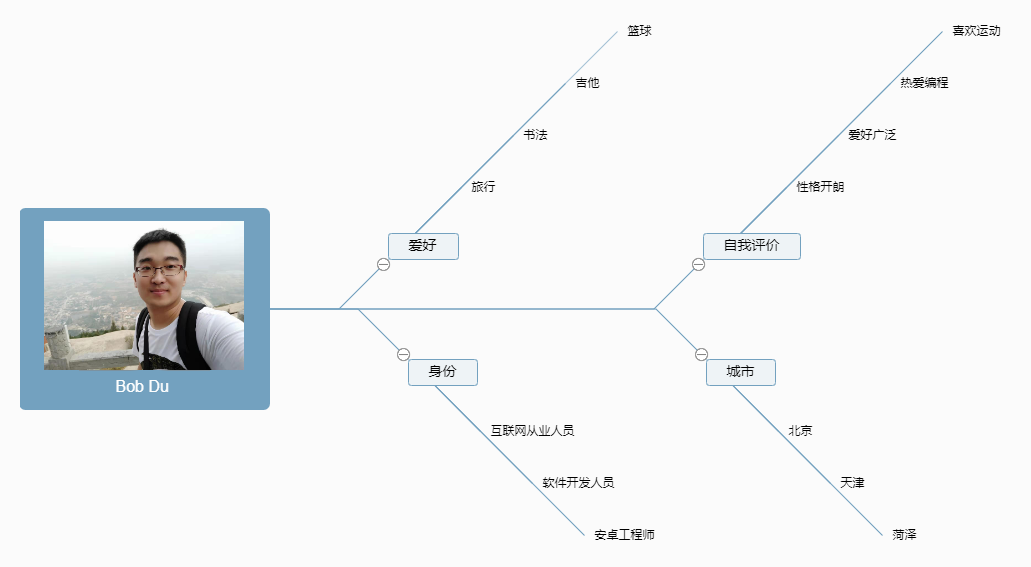 Bob Du
爱好
篮球
吉他
书法
旅行
自我评价
喜欢运动
热爱编程
爱好广泛
性格开朗
身份
互联网从业人员
软件开发人员
安卓工程师
城市
北京
天津
菏泽